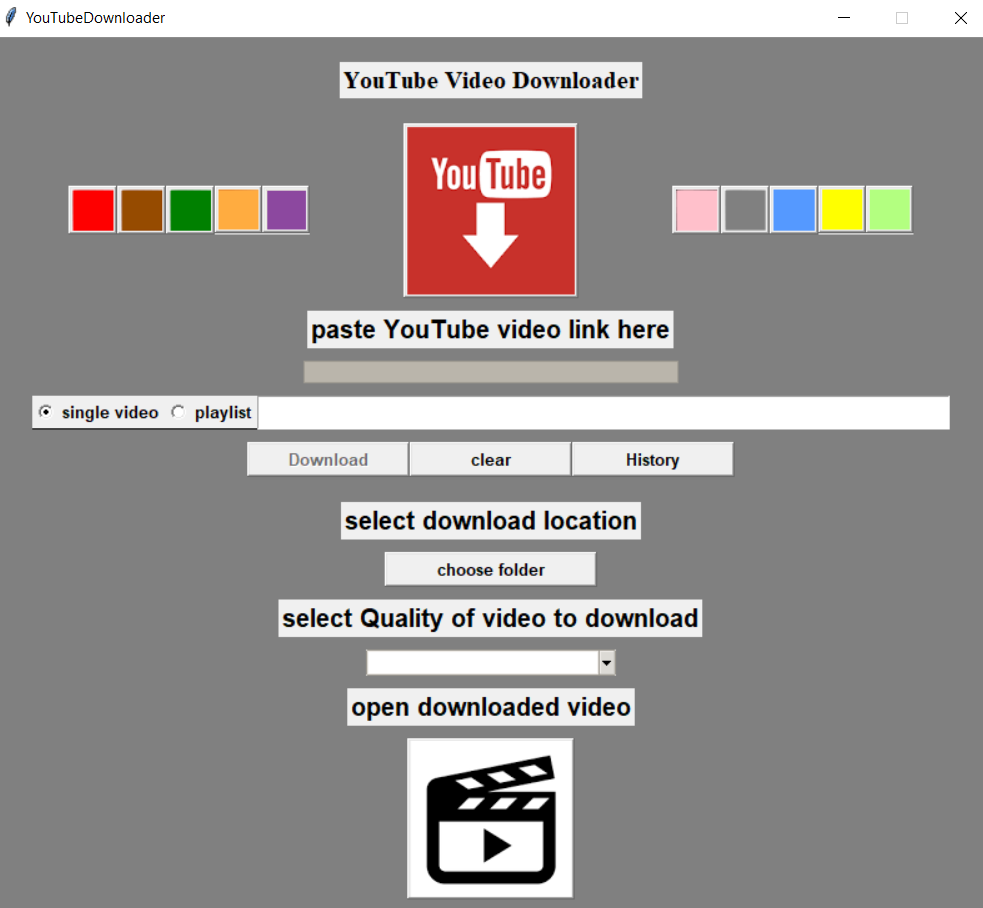 YouTubeDownloader
YouTube Video Downloader
YouTube
paste YouTube video link here
single video playlist
Download clear History
select download location
choose folder
select Quality of video to download
open downloaded video